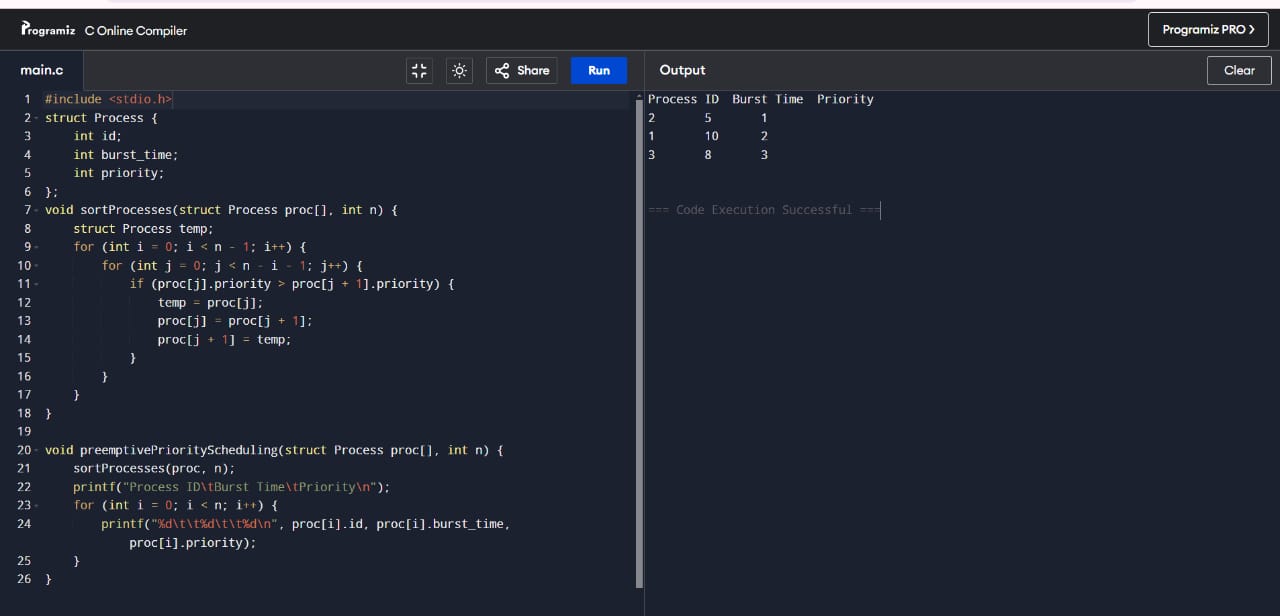 Programiz C Online Compiler
Programiz PRO >
main.c
Share
Run
Output
Clear
1 #include <stdio.h>
2 struct Process {
3     int id;
4     int burst_time;
5     int priority;
6 };
7 void sortProcesses(struct Process proc[], int n) {
8     struct Process temp;
9     for (int i = 0; i < n - 1; i++) {
10         for (int j = 0; j < n - i - 1; j++) {
11             if (proc[j].priority > proc[j + 1].priority) {
12                 temp = proc[j];
13                 proc[j] = proc[j + 1];
14                 proc[j + 1] = temp;
15             }
16         }
17     }
18 }
19
20 void preemptivePriorityScheduling(struct Process proc[], int n) {
21     sortProcesses(proc, n);
22     printf("Process ID\tBurst Time\tPriority\n");
23     for (int i = 0; i < n; i++) {
24         printf("%d\t\t%d\t\t%d\n", proc[i].id, proc[i].burst_time,
            proc[i].priority);
25     }
26 }
Process ID  Burst Time  Priority
2       5       1
1       10      2
3       8       3
=== Code Execution Successful ===